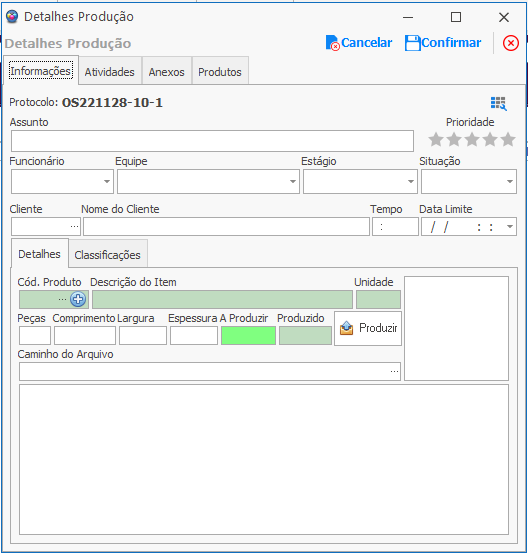 Detalhes Produção
Detalhes Produção Cancelar Confirmar
Informações Atividades Anexos Produtos
Protocolo: OS221128-10-1
Assunto Prioridade
Funcionário Equipe Estágio Situação
Cliente Nome do Cliente Tempo Data Limite
... : / / : :
Detalhes Classificações
Cód. Produto Descrição do Item Unidade
...
Peças Comprimento Largura Espessura A Produzir Produzido
Produzir
Caminho do Arquivo
...